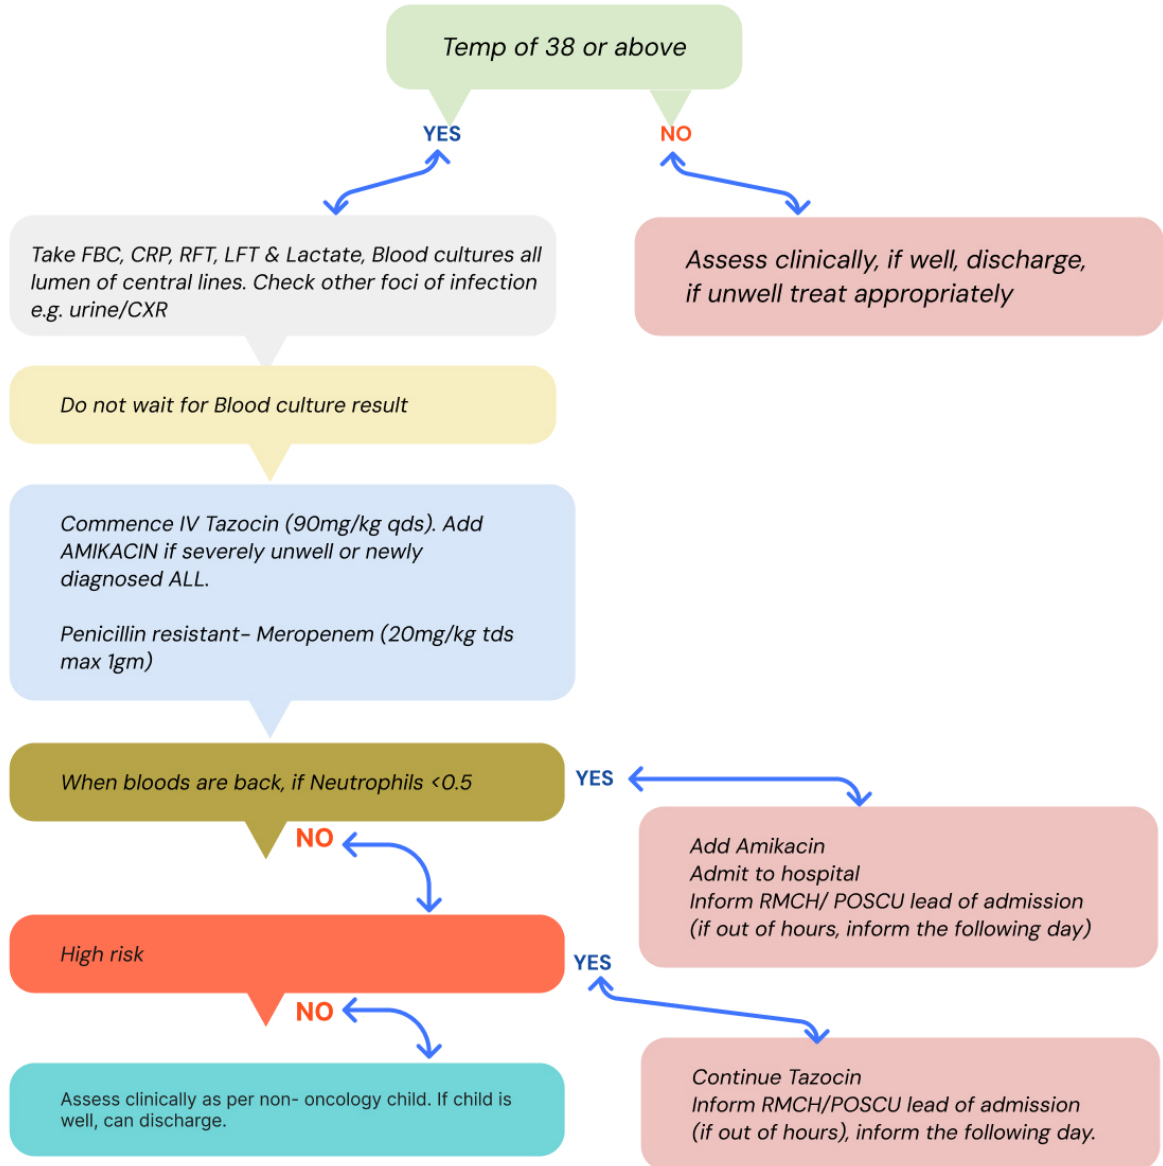 Temp of 38 or above
YES
NO
Take FBC, CRP, RFT, LFT & Lactate, Blood cultures all
lumen of central lines. Check other foci of infection
e.g. urine/CXR
Assess clinically, if well, discharge,
if unwell treat appropriately
Do not wait for Blood culture result
Commence IV Tazocin (90mg/kg qds). Add
AMIKACIN if severely unwell or newly
diagnosed ALL.
Penicillin resistant- Meropenem (20mg/kg tds
max 1gm)
When bloods are back, if Neutrophils <0.5
YES
NO
Add Amikacin
Admit to hospital
Inform RMCH/ POSCU lead of admission
(if out of hours, inform the following day)
High risk
YES
NO
Continue Tazocin
Inform RMCH/POSCU lead of admission
(if out of hours), inform the following day.
Assess clinically as per non- oncology child. If child is
well, can discharge.